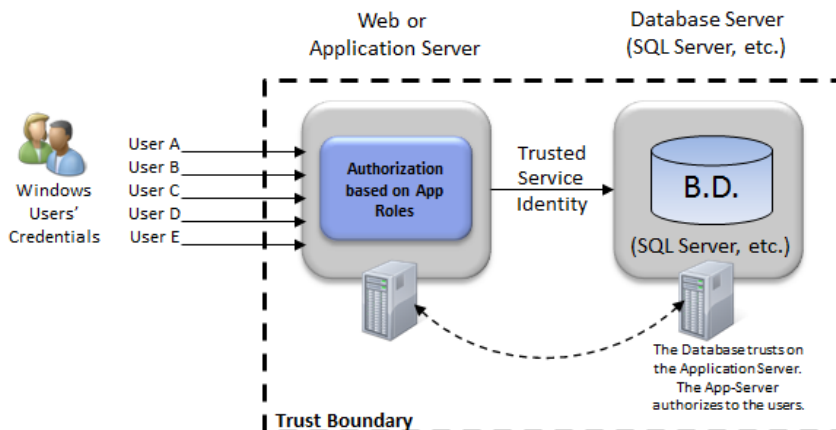 Web or
Application Server
Database Server
(SQL Server, etc.)
Windows
Users’
Credentials
User A
User B
User C
User D
User E
Authorization
based on App
Roles
Trusted
Service
Identity
B.D.
(SQL Server, etc.)
The Database trusts on
the Application Server.
The App-Server
authorizes to the users.
Trust Boundary